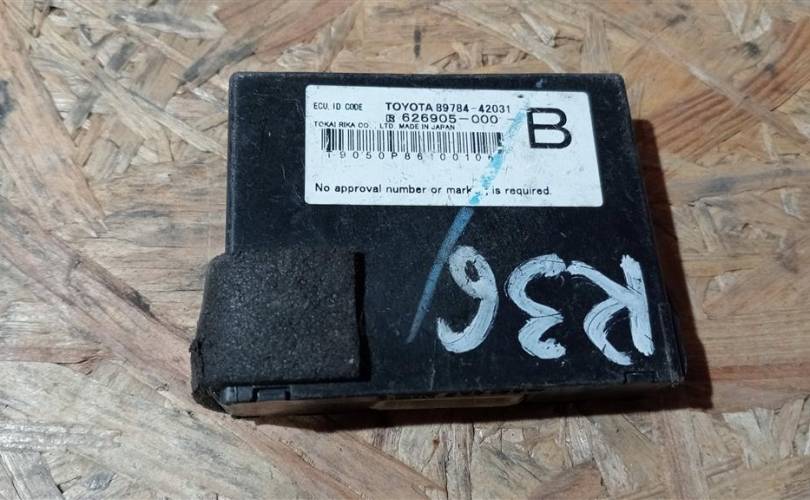 ECU, ID CODE TOYOTA 89784-42031
R 626905-000 B
TOKAI RIKA CO., LTD. MADE IN JAPAN
No approval number or mark is required.
R36